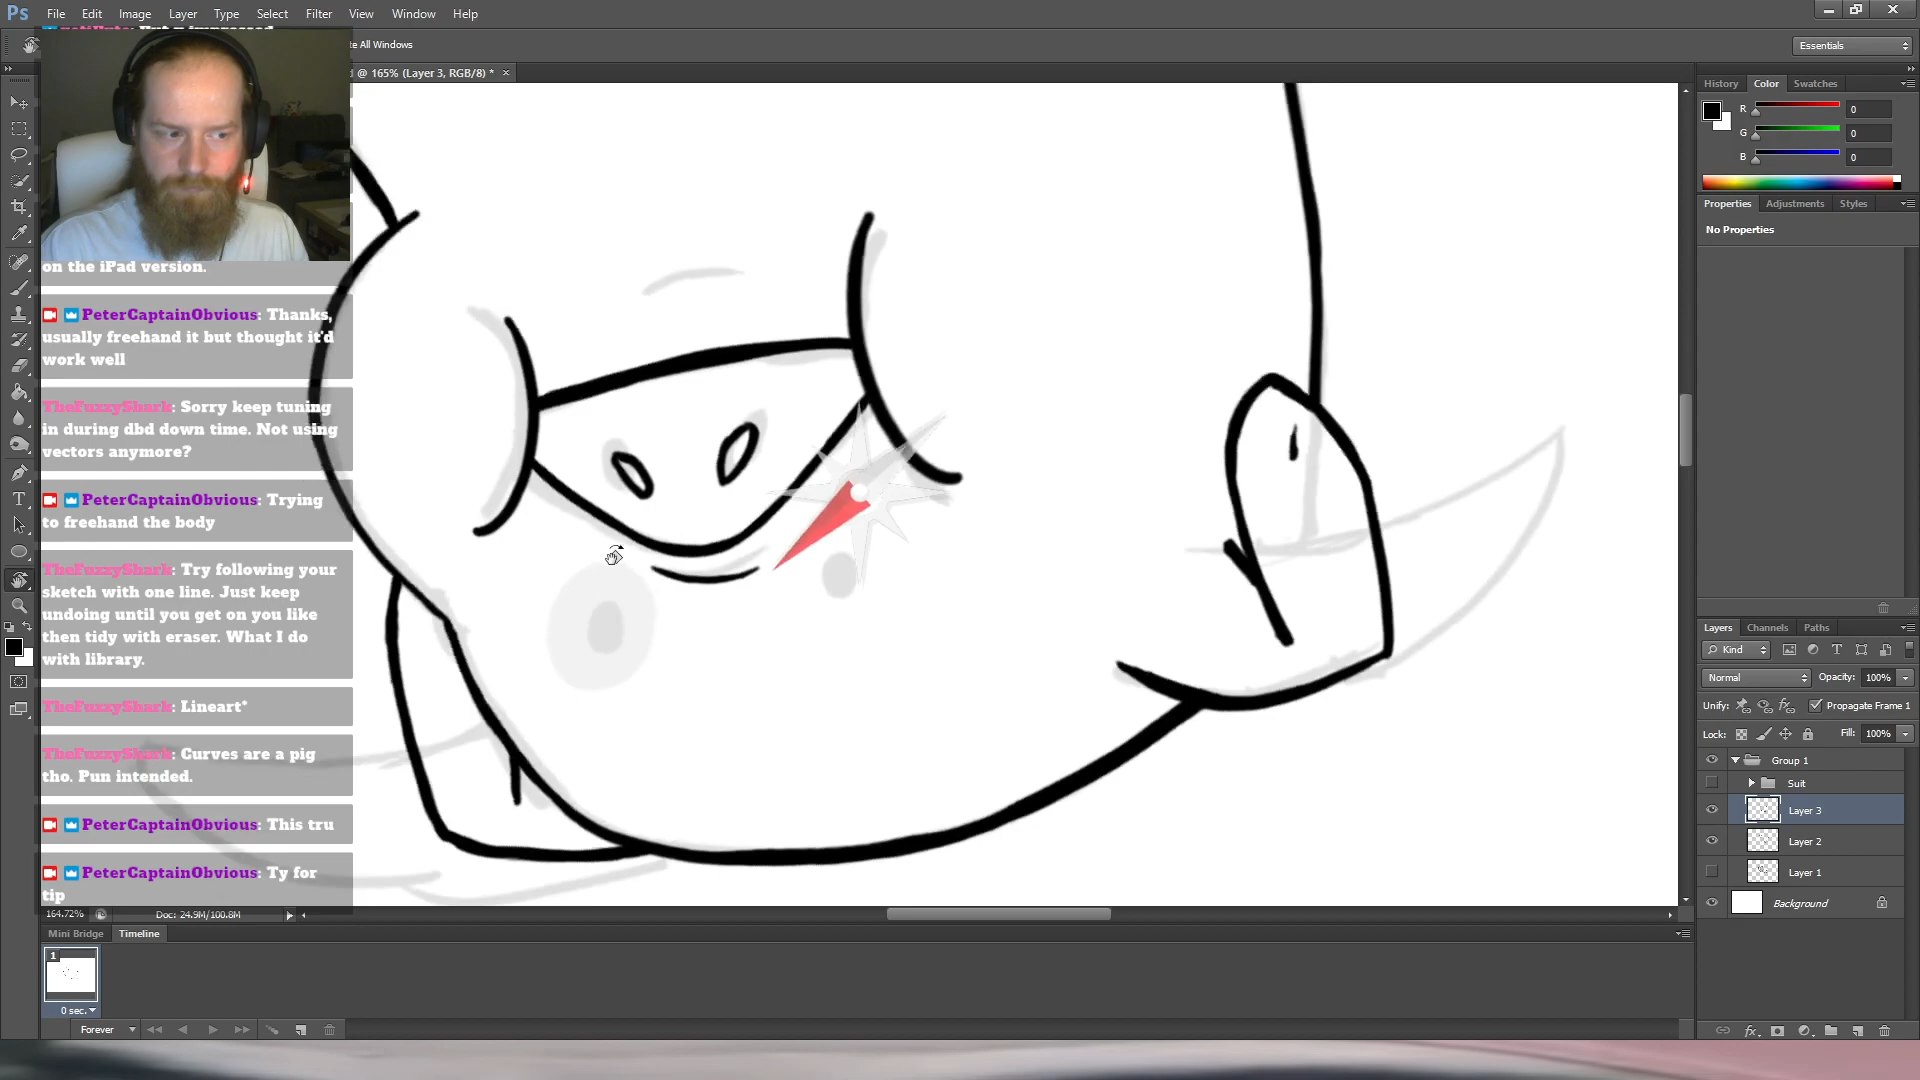 Ps File Edit Image Layer Type Select Filter View Window Help
te All Windows
Essentials
d @ 165% (Layer 3, RGB/8) * ×
History Color Swatches
R 0
G 0
B 0
Properties Adjustments Styles
No Properties
on the iPad version.
PeterCaptainObvious: Thanks,
usually freehand it but thought it'd
work well
TheFuzzyShark: Sorry keep tuning
in during dbd down time. Not using
vectors anymore?
PeterCaptainObvious: Trying
to freehand the body
TheFuzzyShark: Try following your
sketch with one line. Just keep
undoing until you get on you like
then tidy with eraser. What I do
with library.
TheFuzzyShark: Lineart*
TheFuzzyShark: Curves are a pig
tho. Pun intended.
PeterCaptainObvious: This tru
PeterCaptainObvious: Ty for
tip
Layers Channels Paths
Kind
Normal Opacity: 100%
Unify: Propagate Frame 1
Lock: Fill: 100%
Group 1
Suit
Layer 3
Layer 2
Layer 1
Background
164.72% Doc: 24.9M/100.8M
Mini Bridge Timeline
1
0 sec.
Forever